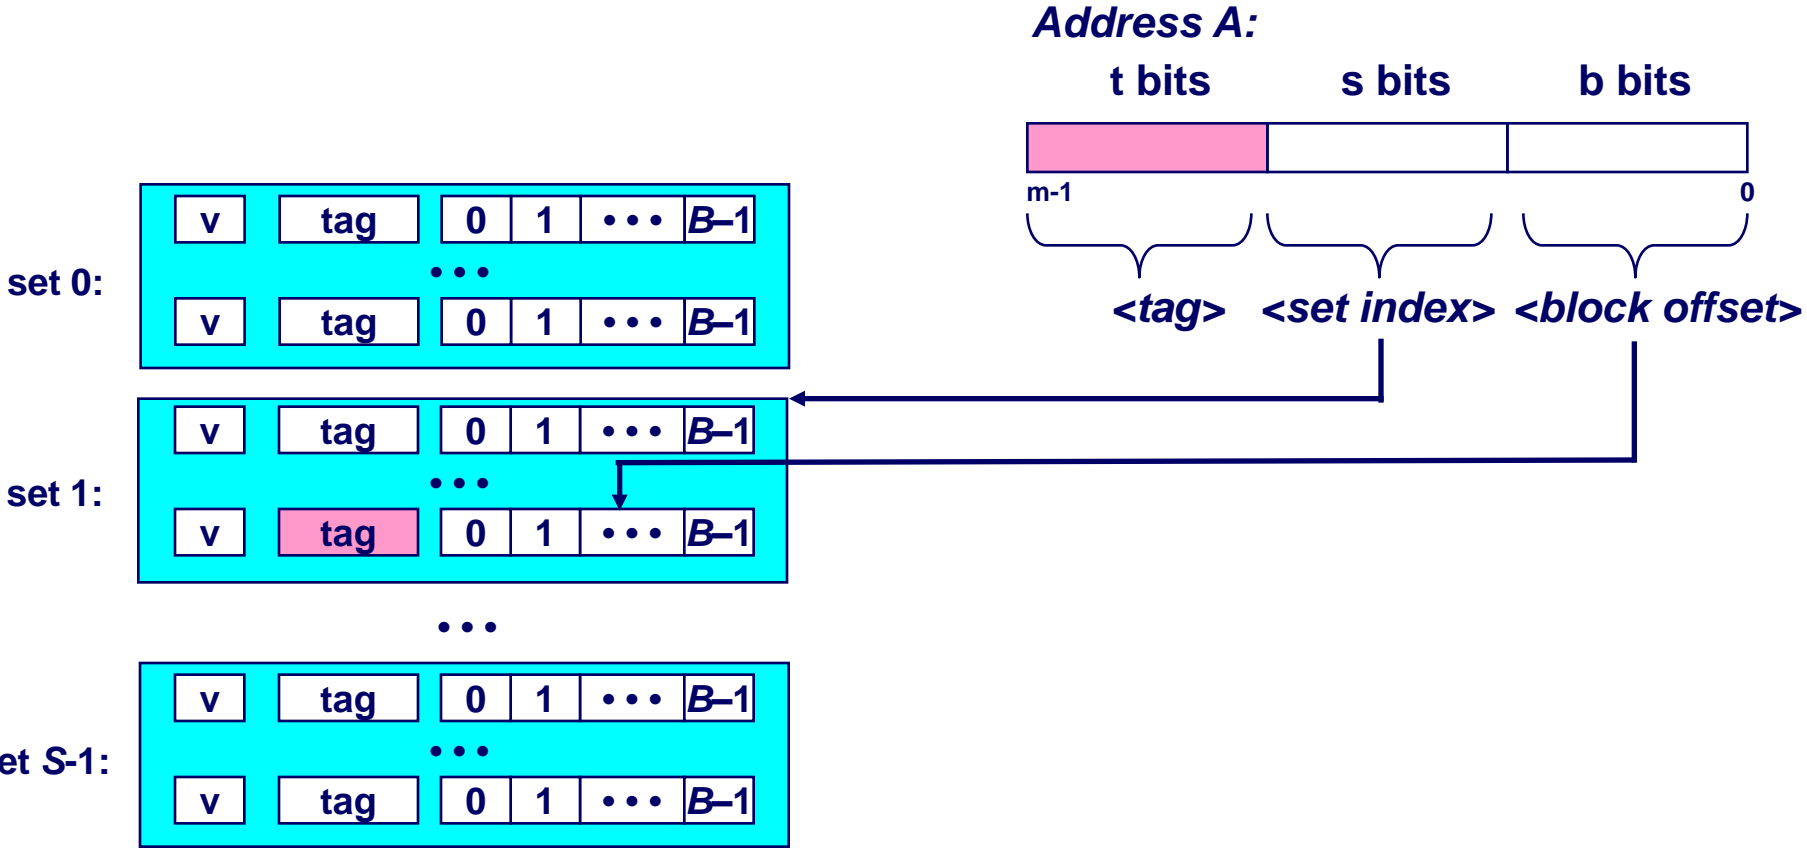 Address A:
t bits s bits b bits
m-1 0
<tag> <set index> <block offset>
set 0:
v tag 0 1 • • • B–1
• • •
v tag 0 1 • • • B–1
set 1:
v tag 0 1 • • • B–1
• • •
v tag 0 1 • • • B–1
• • •
et S-1:
v tag 0 1 • • • B–1
• • •
v tag 0 1 • • • B–1